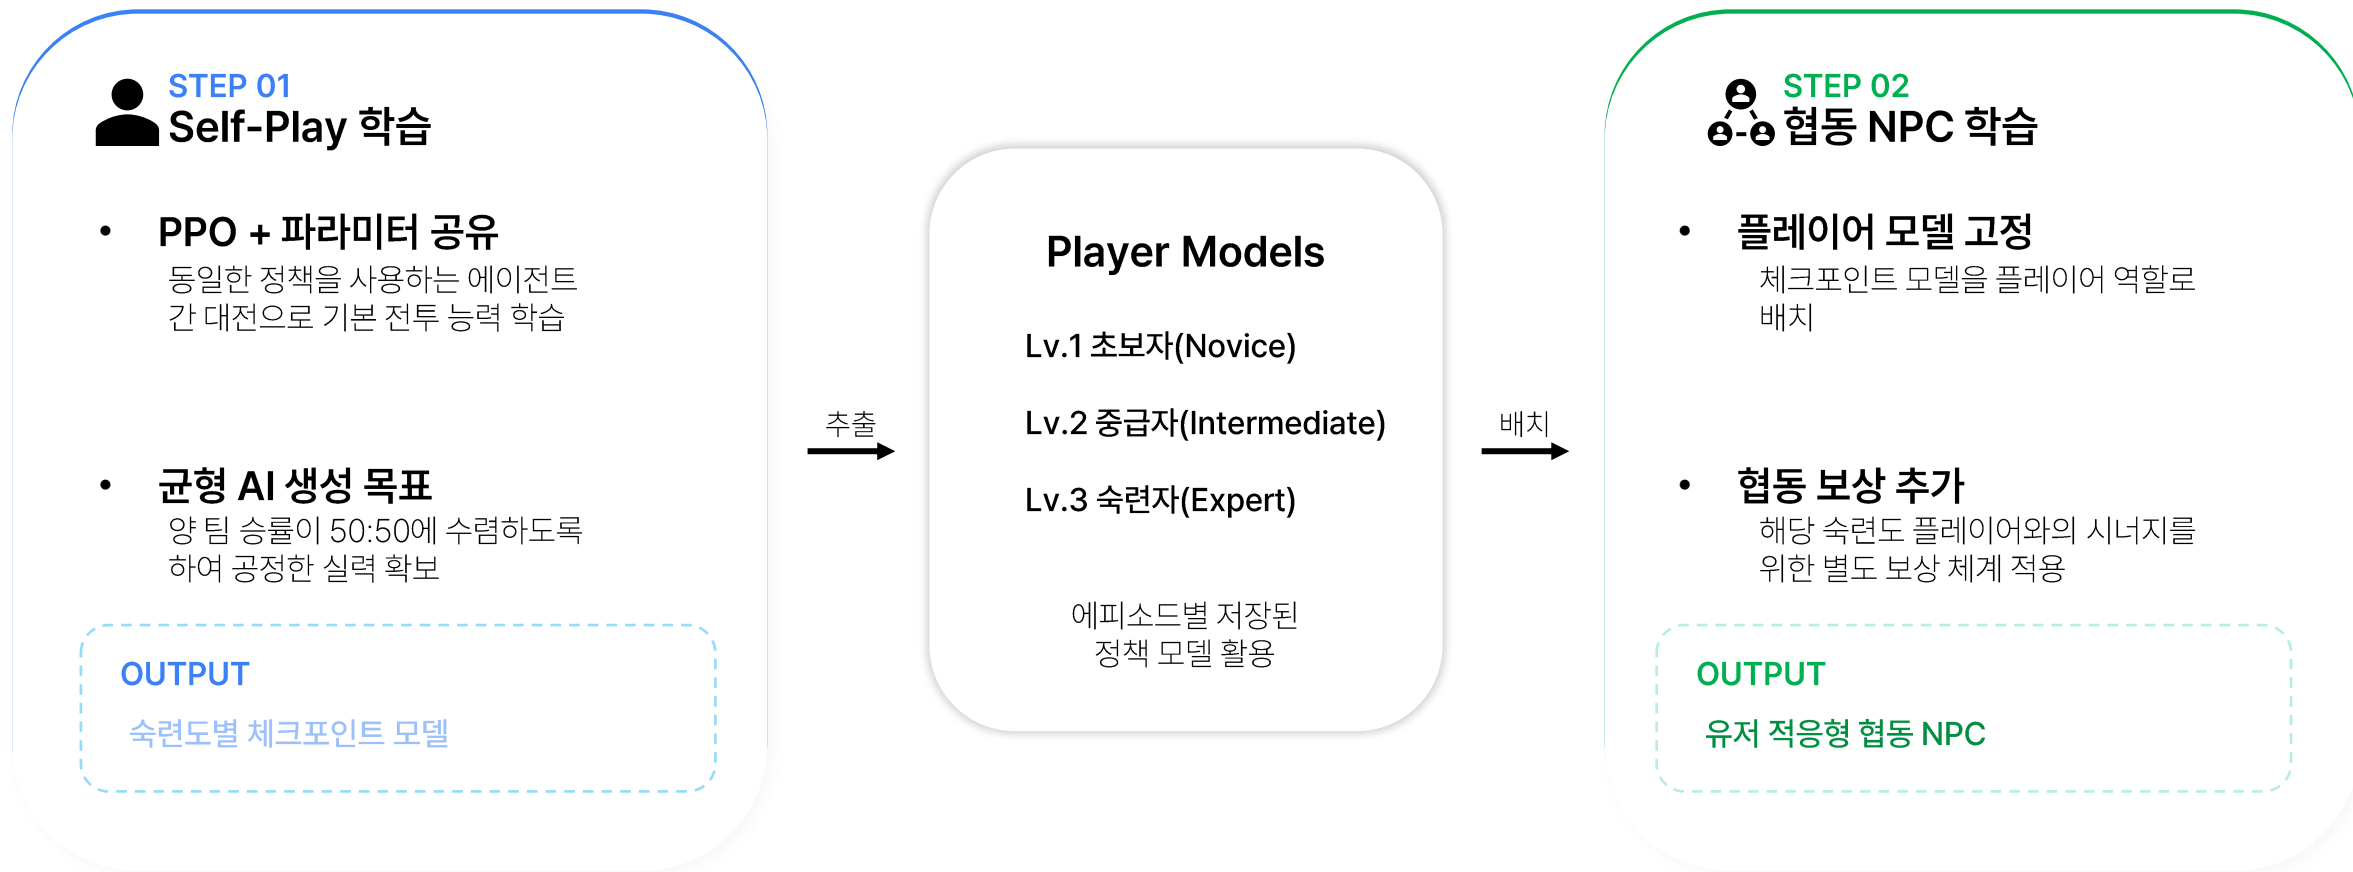 STEP 01
Self-Play 학습
• PPO + 파라미터 공유
동일한 정책을 사용하는 에이전트
간 대전으로 기본 전투 능력 학습
• 균형 AI 생성 목표
양 팀 승률이 50:50에 수렴하도록
하여 공정한 실력 확보
OUTPUT
숙련도별 체크포인트 모델
추출
Player Models
Lv.1 초보자(Novice)
Lv.2 중급자(Intermediate)
Lv.3 숙련자(Expert)
에피소드별 저장된
정책 모델 활용
배치
STEP 02
협동 NPC 학습
• 플레이어 모델 고정
체크포인트 모델을 플레이어 역할로
배치
• 협동 보상 추가
해당 숙련도 플레이어와의 시너지를
위한 별도 보상 체계 적용
OUTPUT
유저 적응형 협동 NPC